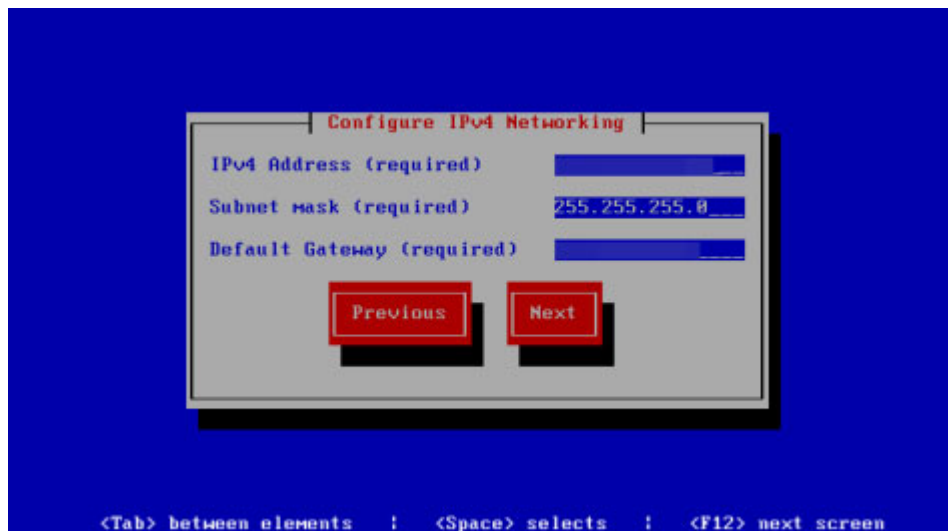 Configure IPv4 Networking
IPv4 Address (required)
Subnet mask (required) 255.255.255.0___
Default Gateway (required)
Previous Next
<Tab> between elements ¦ <Space> selects ¦ <F12> next screen